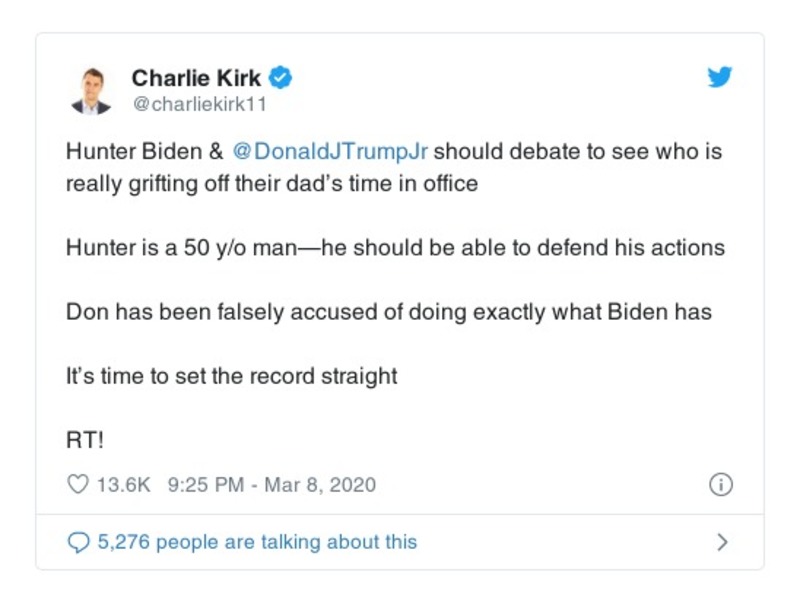 Charlie Kirk
@charliekirk11
Hunter Biden & @DonaldJTrumpJr should debate to see who is
really grifting off their dad’s time in office
Hunter is a 50 y/o man—he should be able to defend his actions
Don has been falsely accused of doing exactly what Biden has
It’s time to set the record straight
RT!
13.6K 9:25 PM - Mar 8, 2020
5,276 people are talking about this